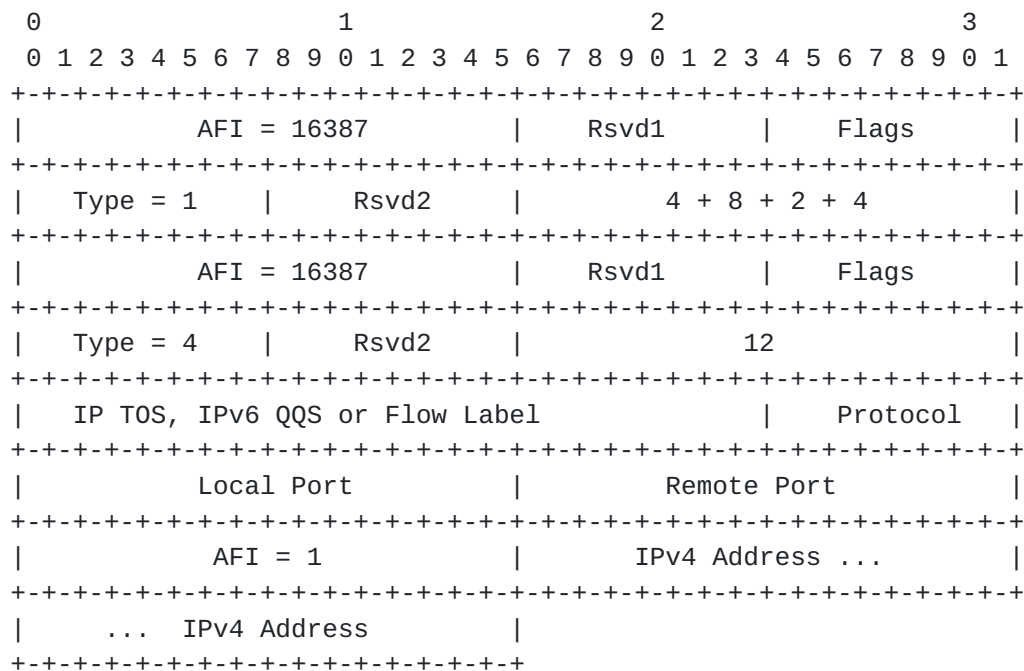 0                   1                   2                   3
 0 1 2 3 4 5 6 7 8 9 0 1 2 3 4 5 6 7 8 9 0 1 2 3 4 5 6 7 8 9 0 1
+-+-+-+-+-+-+-+-+-+-+-+-+-+-+-+-+-+-+-+-+-+-+-+-+-+-+-+-+-+-+-+-+
|           AFI = 16387         |    Rsvd1      |    Flags      |
+-+-+-+-+-+-+-+-+-+-+-+-+-+-+-+-+-+-+-+-+-+-+-+-+-+-+-+-+-+-+-+-+
|   Type = 1    |     Rsvd2     |         4 + 8 + 2 + 4         |
+-+-+-+-+-+-+-+-+-+-+-+-+-+-+-+-+-+-+-+-+-+-+-+-+-+-+-+-+-+-+-+-+
|           AFI = 16387         |    Rsvd1      |    Flags      |
+-+-+-+-+-+-+-+-+-+-+-+-+-+-+-+-+-+-+-+-+-+-+-+-+-+-+-+-+-+-+-+-+
|   Type = 4    |     Rsvd2     |              12               |
+-+-+-+-+-+-+-+-+-+-+-+-+-+-+-+-+-+-+-+-+-+-+-+-+-+-+-+-+-+-+-+-+
|   IP TOS, IPv6 QQS or Flow Label              |    Protocol   |
+-+-+-+-+-+-+-+-+-+-+-+-+-+-+-+-+-+-+-+-+-+-+-+-+-+-+-+-+-+-+-+-+
|           Local Port          |         Remote Port           |
+-+-+-+-+-+-+-+-+-+-+-+-+-+-+-+-+-+-+-+-+-+-+-+-+-+-+-+-+-+-+-+-+
|            AFI = 1            |       IPv4 Address ...        |
+-+-+-+-+-+-+-+-+-+-+-+-+-+-+-+-+-+-+-+-+-+-+-+-+-+-+-+-+-+-+-+-+
|     ...  IPv4 Address         |
+-+-+-+-+-+-+-+-+-+-+-+-+-+-+-+-+